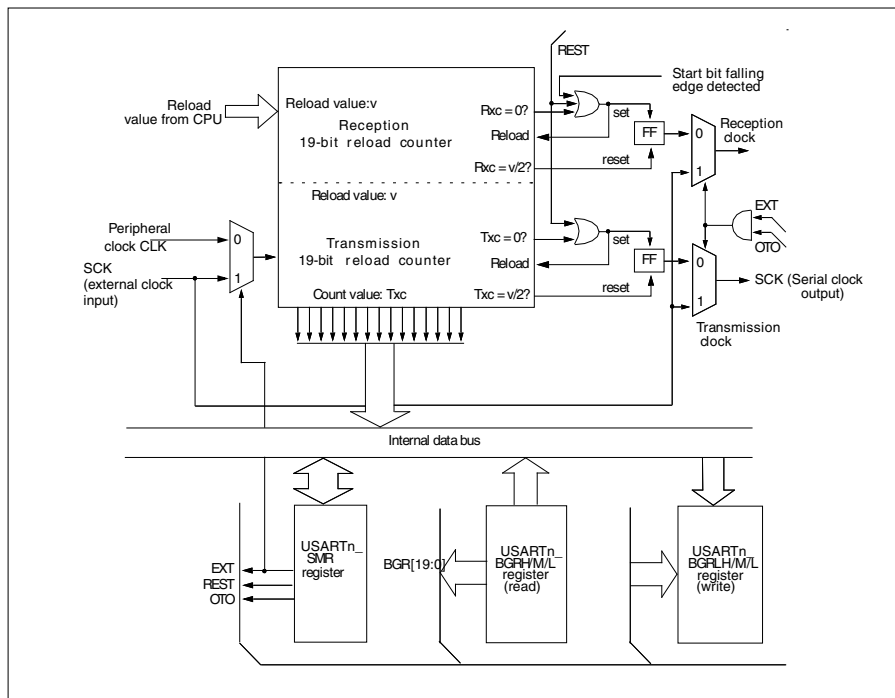 REST
Start bit falling
edge detected
Reload
value from CPU
Reload value:v
Reception
19-bit reload counter
Rxc = 0?
set
Reload
FF
0
1
Reception
clock
Rxc = v/2?
reset
Reload value: v
EXT
OTO
Peripheral
clock CLK
0
SCK
(external clock
input)
1
Transmission
19-bit reload counter
Txc = 0?
set
Reload
FF
0
1
SCK (Serial clock
output)
Count value: Txc
Txc = v/2?
reset
Transmission
clock
Internal data bus
USARTn_
SMR
register
EXT
REST
OTO
BGR[19:0]
USARTn_
BGRH/M/L
register
(read)
USARTn_
BGRLH/M/L
register
(write)